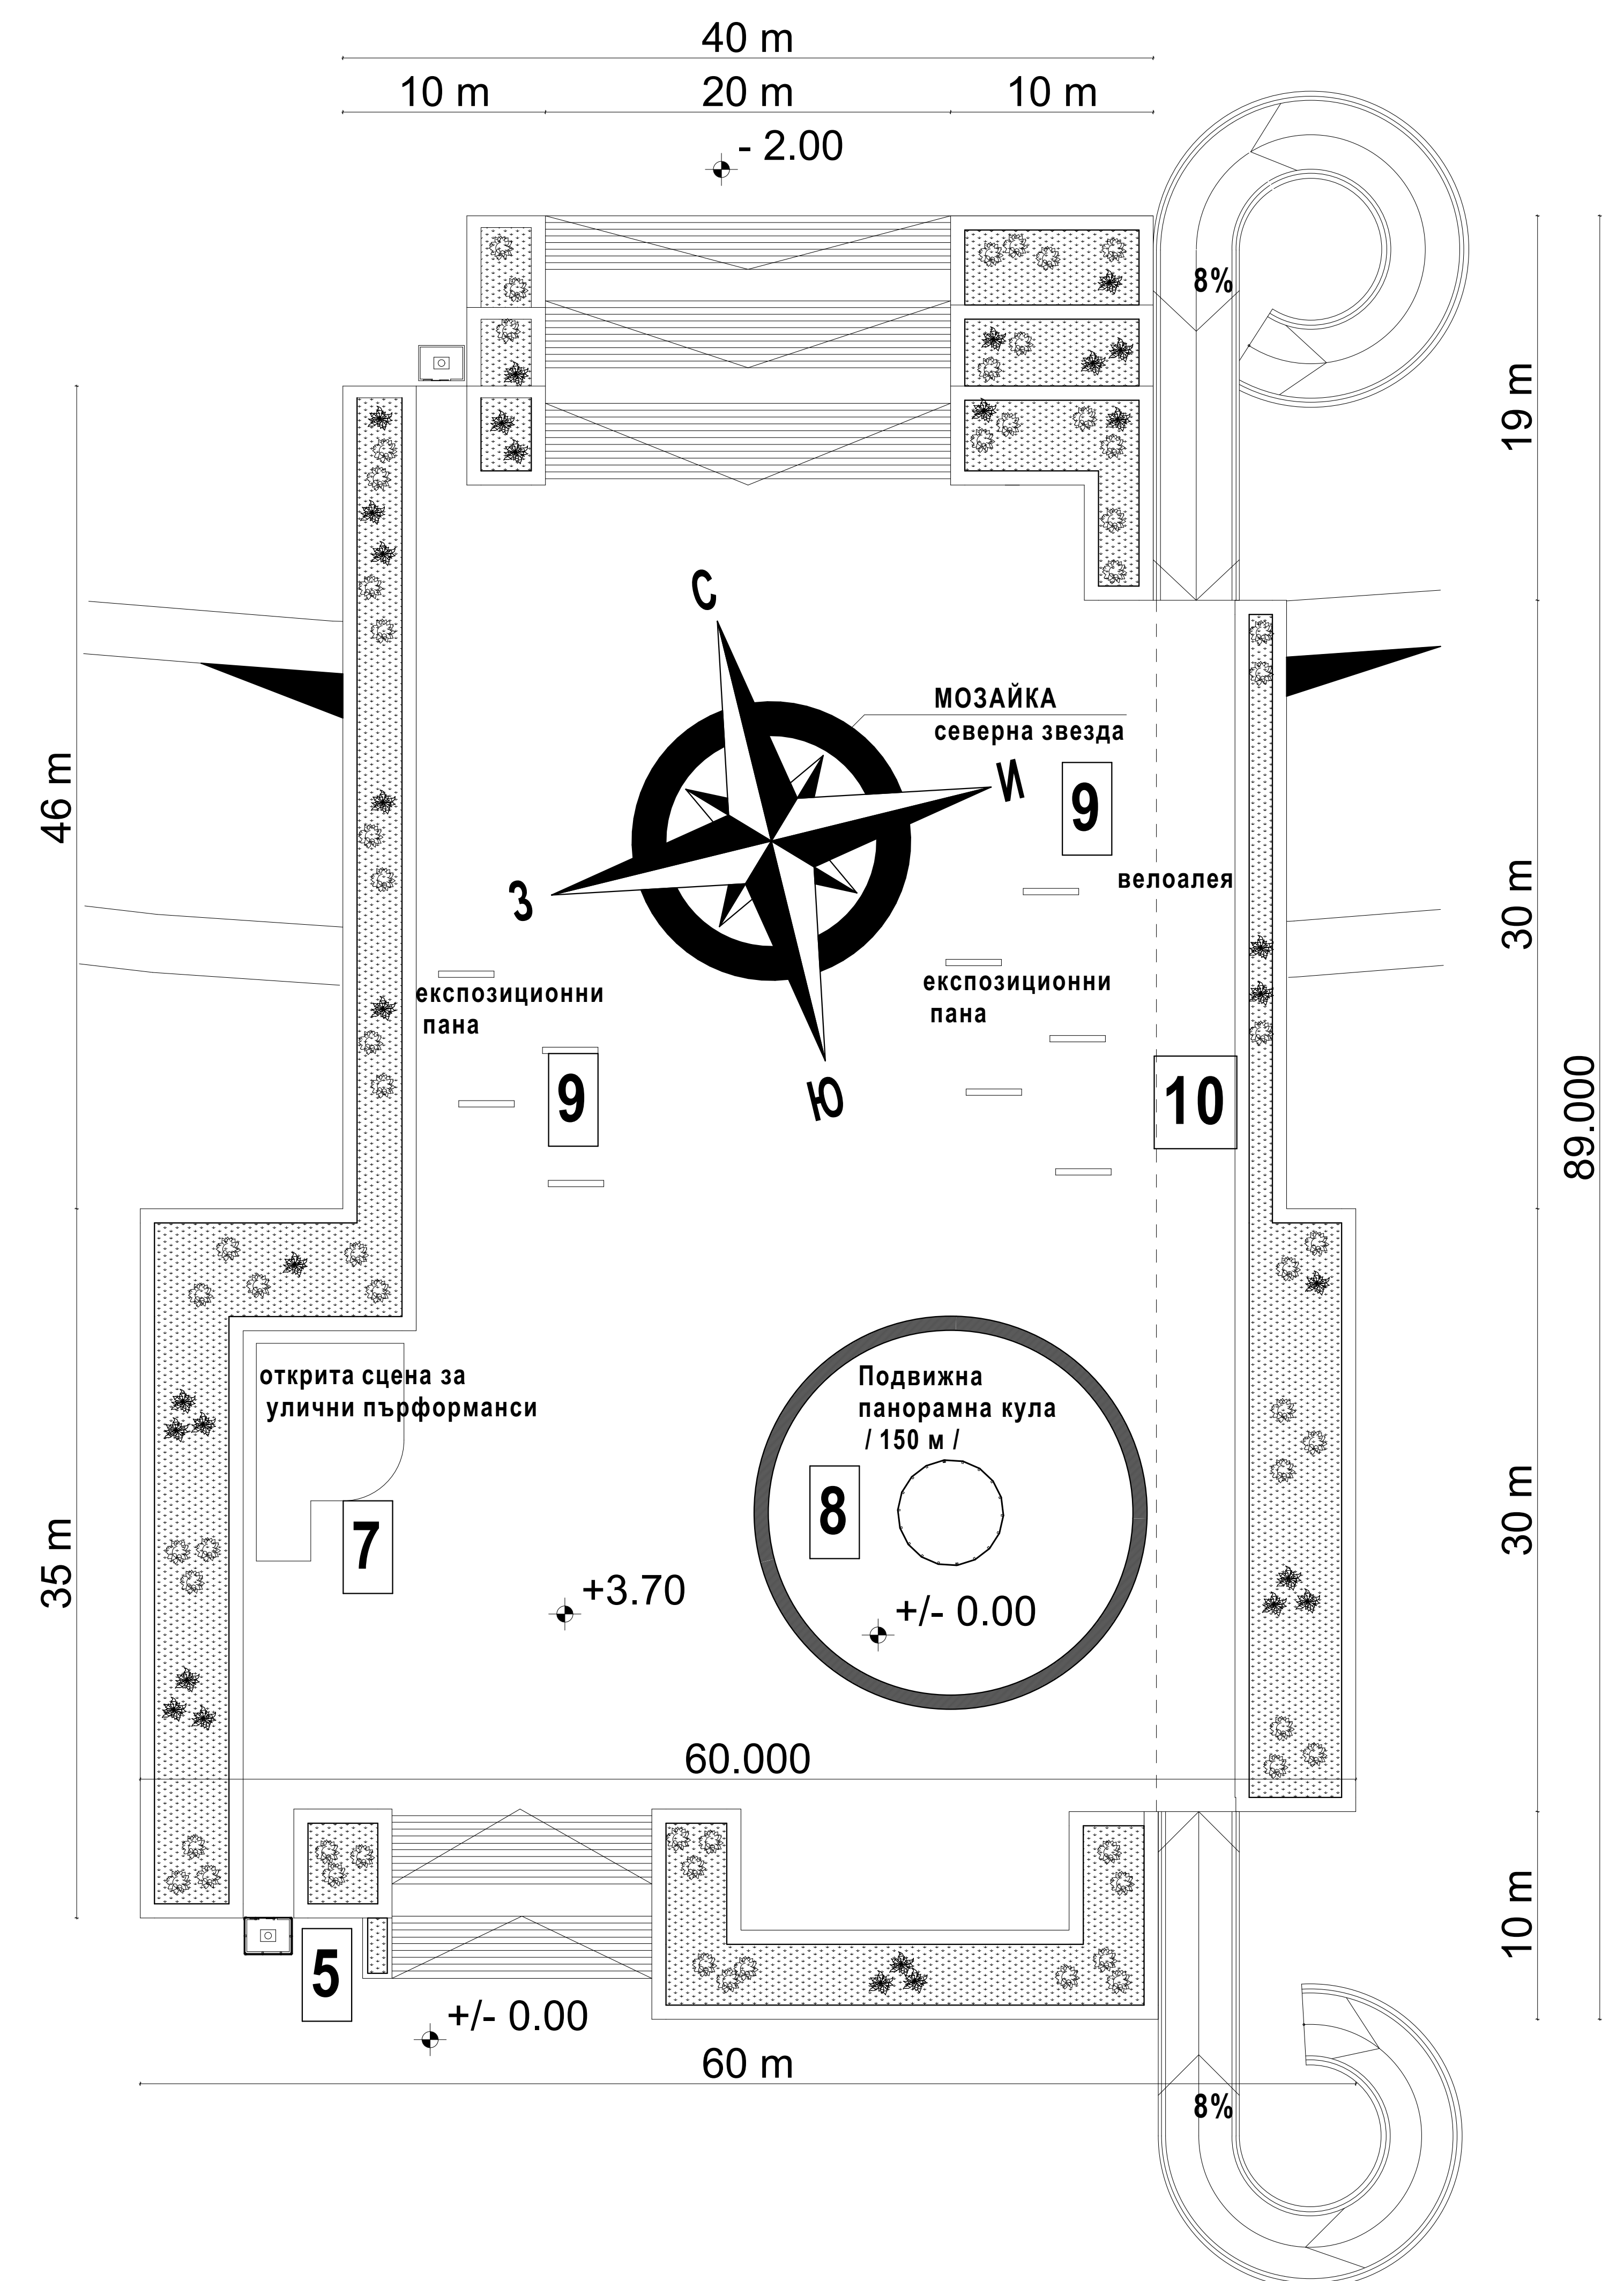 40 m
10 m
20 m
10 m
- 2.00
8%
19 m
С
МОЗАЙКА
северна звезда
И
9
46 m
велоалея
30 m
З
експозиционни
пана
експозиционни
пана
9
Ю
10
89.000
открита сцена за
улични пърформанси
Подвижна
панорамна кула
/ 150 м /
8
7
35 m
30 m
+3.70
+/- 0.00
60.000
10 m
5
+/- 0.00
60 m
8%